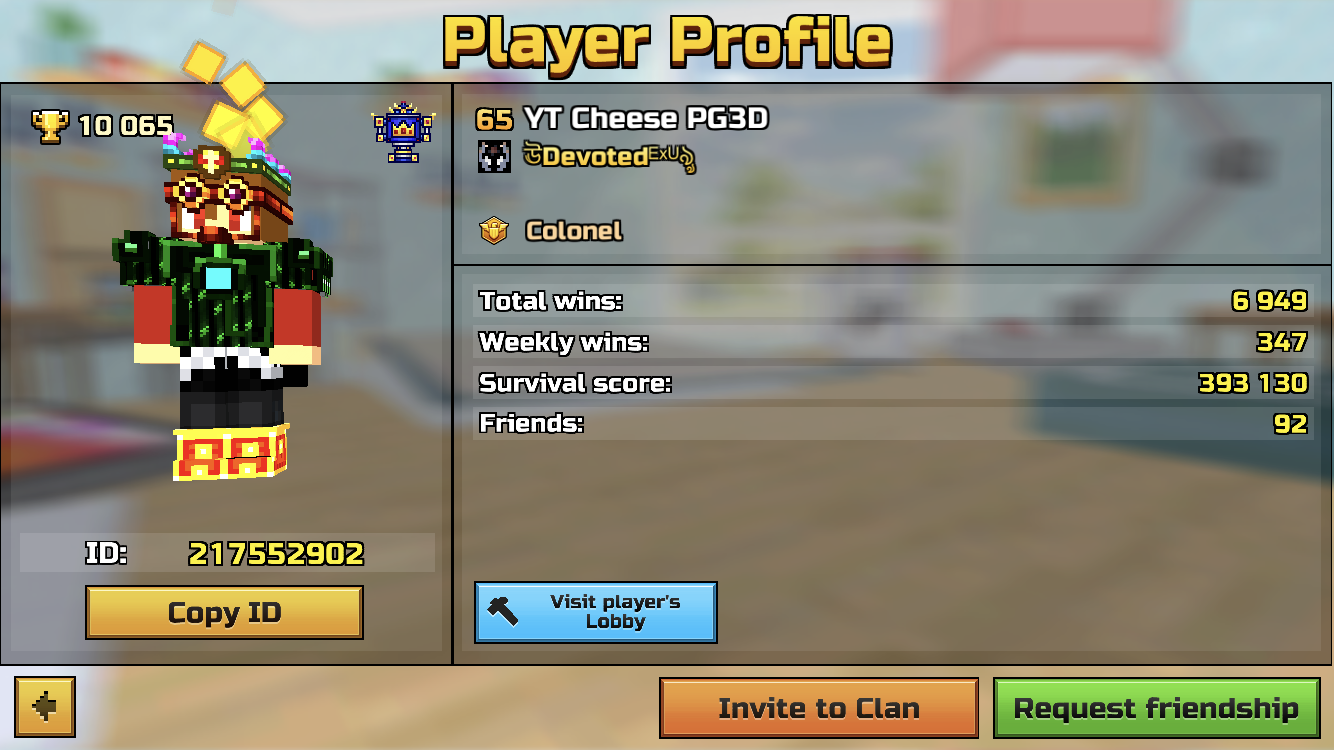 Player Profile
10 065
65 YT Cheese PG3D
Devotedᴱˣᵁ
Colonel
Total wins: 6 949
Weekly wins: 347
Survival score: 393 130
Friends: 92
ID: 217552902
Copy ID
Visit player's
Lobby
Invite to Clan
Request friendship